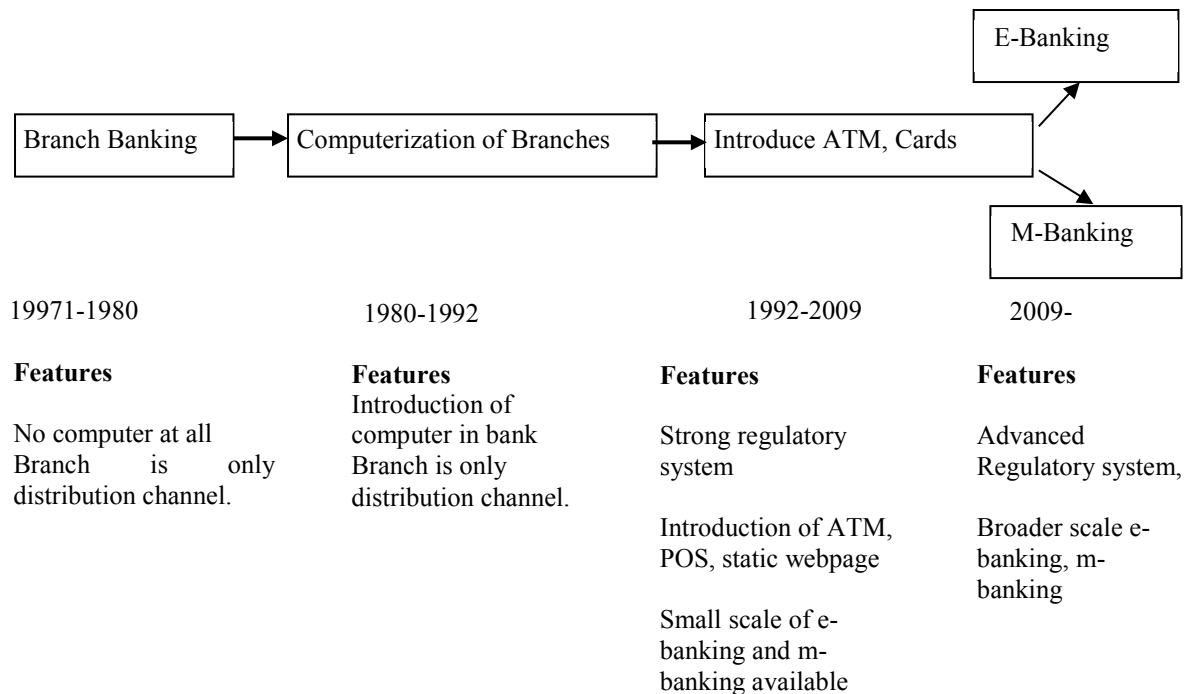 E-Banking
Branch Banking
Computerization of Branches
Introduce ATM, Cards
M-Banking
19971-1980
1980-1992
1992-2009
2009-
Features
No computer at all
Branch is only
distribution channel.
Features
Introduction of
computer in bank
Branch is only
distribution channel.
Features
Strong regulatory
system
Introduction of ATM,
POS, static webpage
Small scale of e-
banking and m-
banking available
Features
Advanced
Regulatory system,
Broader scale e-
banking, m-
banking